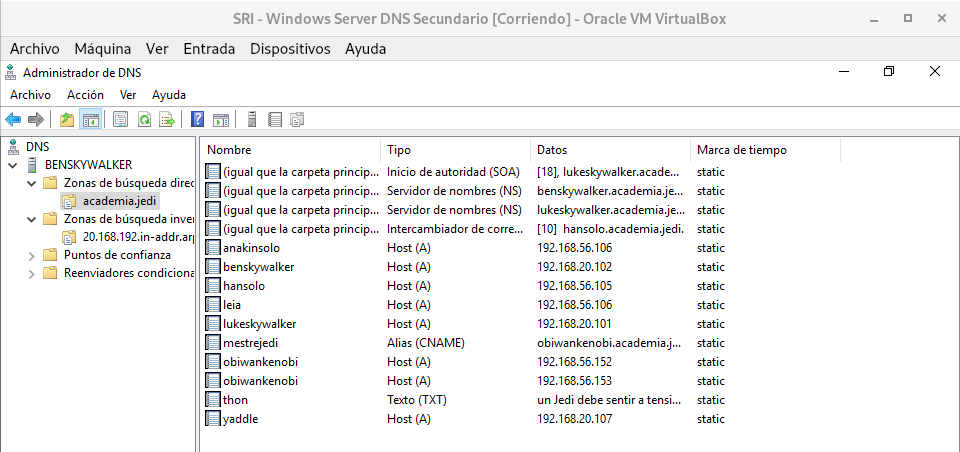 SRI - Windows Server DNS Secundario [Corriendo] - Oracle VM VirtualBox
Archivo Máquina Ver Entrada Dispositivos Ayuda
Administrador de DNS
Archivo Acción Ver Ayuda
DNS
BENSKYWALKER
Zonas de búsqueda direc
academia.jedi
Zonas de búsqueda inver
20.168.192.in-addr.arp
Puntos de confianza
Reenviadores condiciona
Nombre Tipo Datos Marca de tiempo
(igual que la carpeta princip... Inicio de autoridad (SOA) [18], lukeskywalker.acade... static
(igual que la carpeta princip... Servidor de nombres (NS) benskywalker.academia.je... static
(igual que la carpeta princip... Servidor de nombres (NS) lukeskywalker.academia.je... static
(igual que la carpeta princip... Intercambiador de corre... [10] hansolo.academia.jedi. static
anakinsolo Host (A) 192.168.56.106 static
benskywalker Host (A) 192.168.20.102 static
hansolo Host (A) 192.168.56.105 static
leia Host (A) 192.168.56.106 static
lukeskywalker Host (A) 192.168.20.101 static
mestrejedi Alias (CNAME) obiwankenobi.academia.j... static
obiwankenobi Host (A) 192.168.56.152 static
obiwankenobi Host (A) 192.168.56.153 static
thon Texto (TXT) un Jedi debe sentir a tensi... static
yaddle Host (A) 192.168.20.107 static